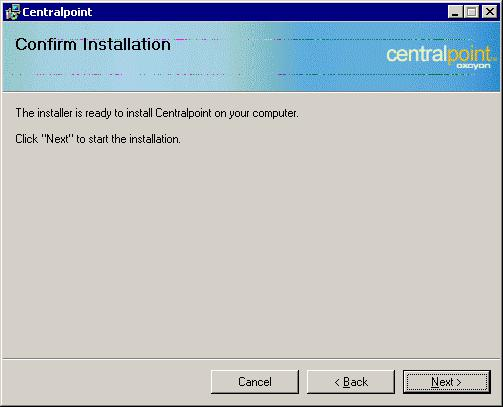 Centralpoint
Confirm Installation
centralpoint
oxcyon
The installer is ready to install Centralpoint on your computer.
Click "Next" to start the installation.
Cancel
< Back
Next >